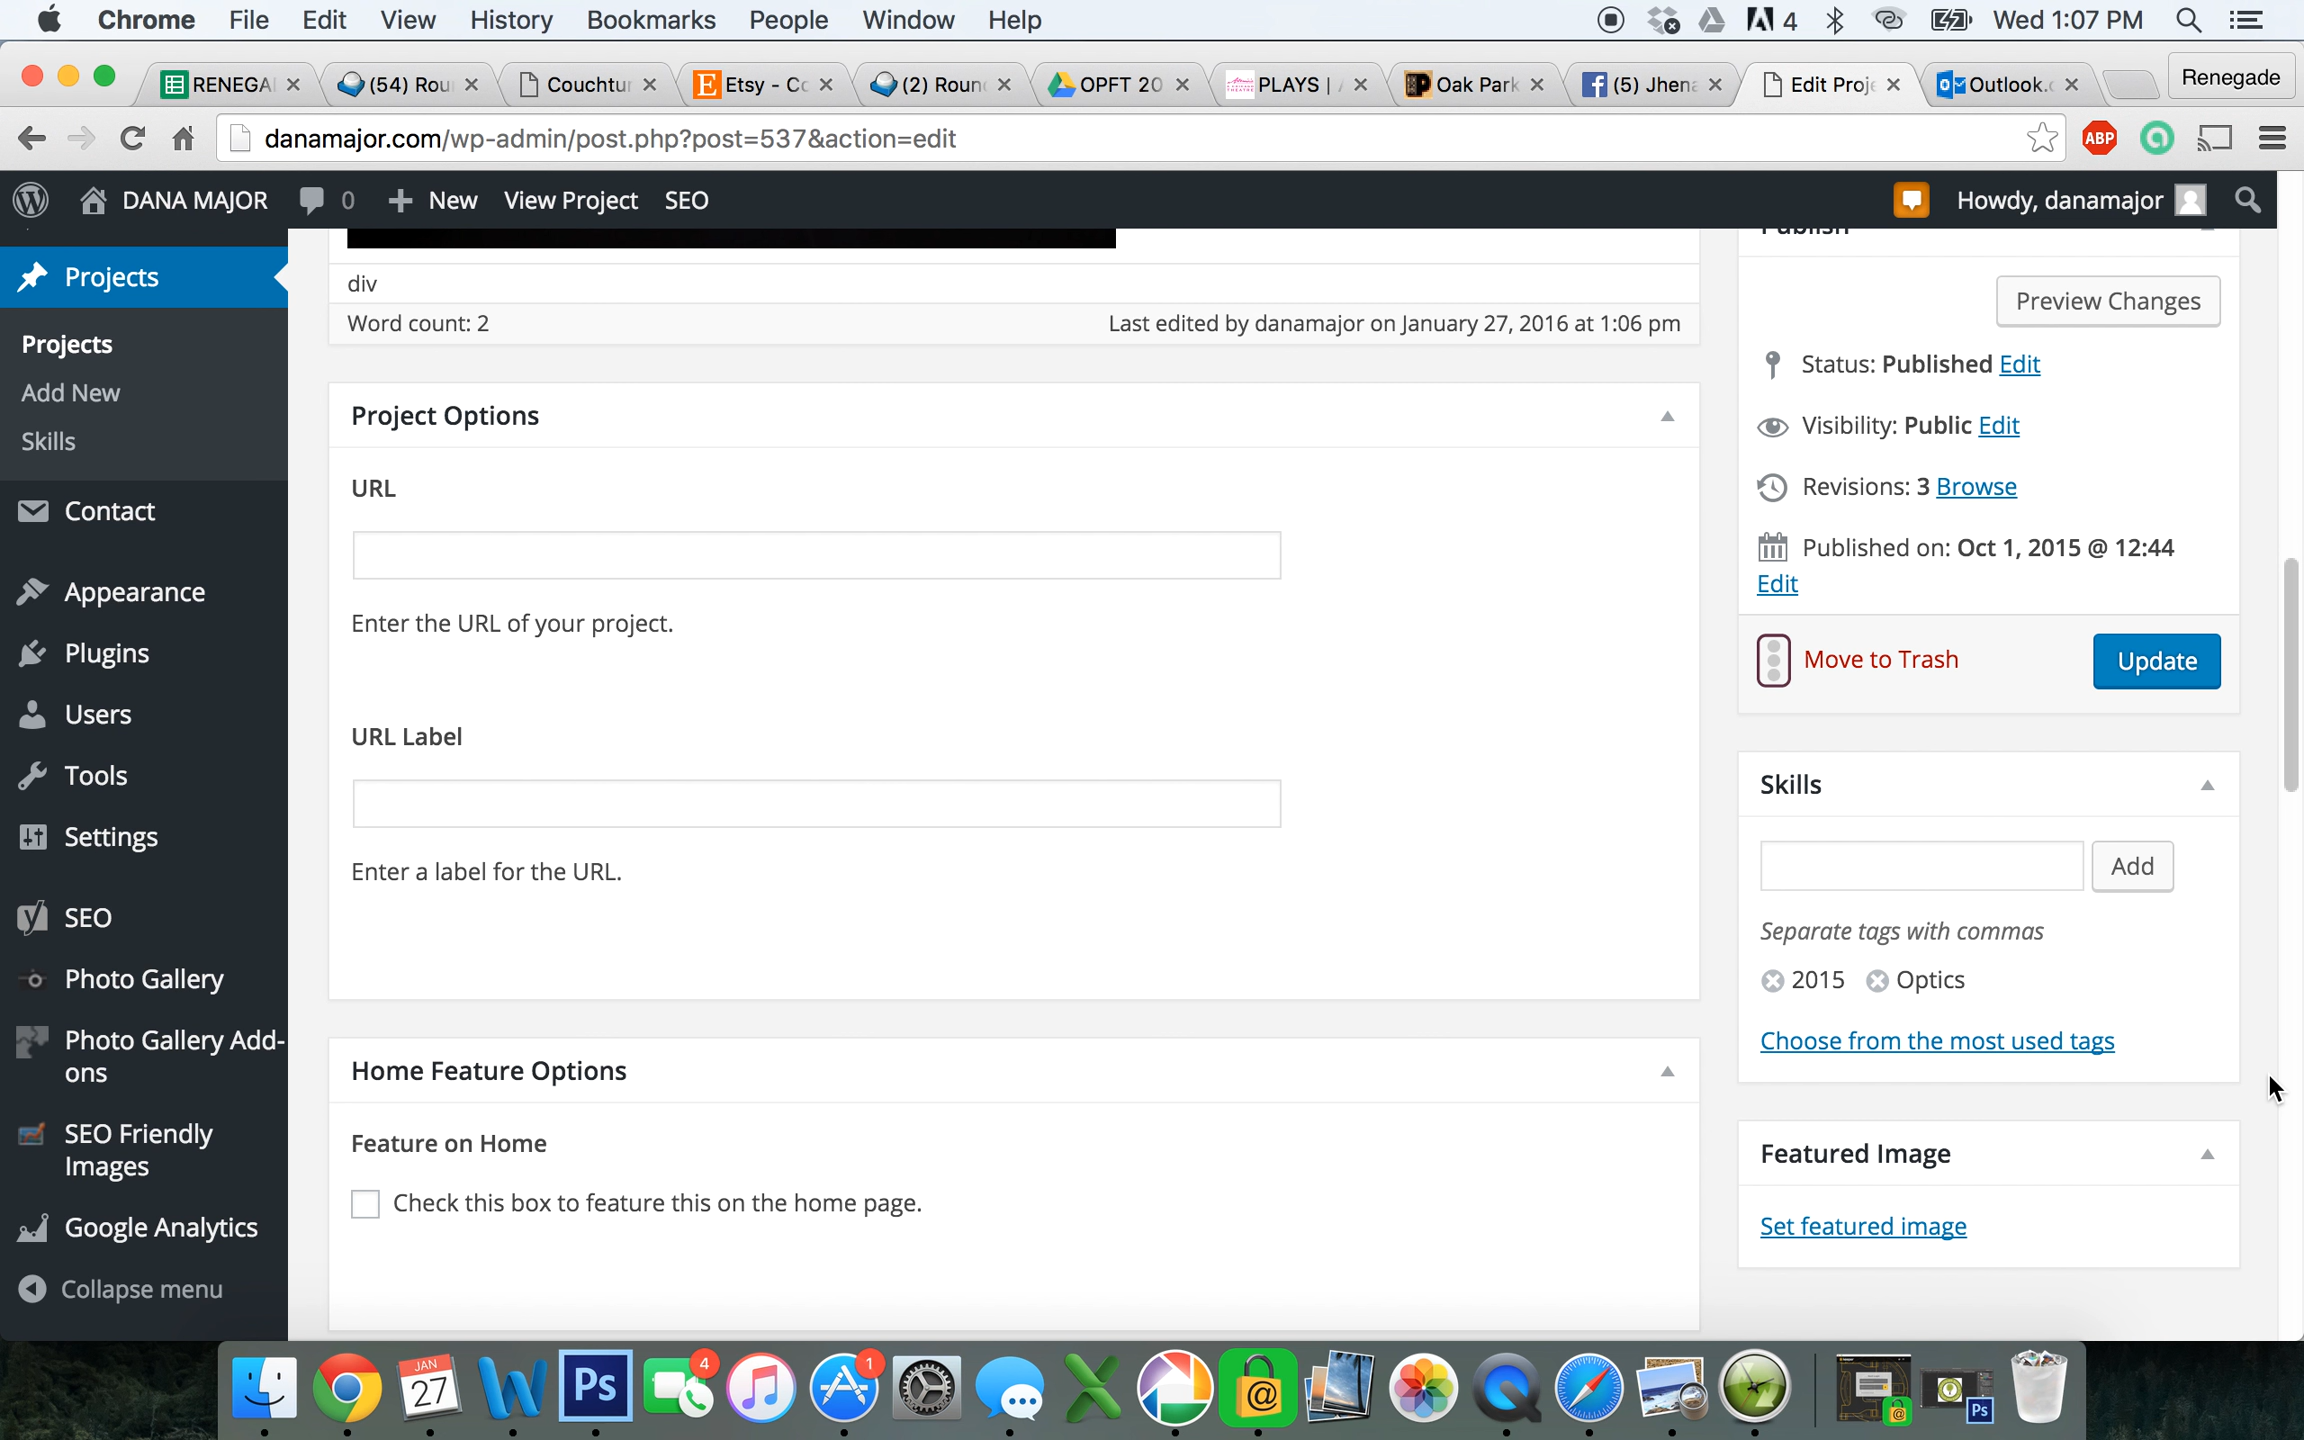 Chrome File Edit View History Bookmarks People Window Help 4 Wed 1:07 PM
RENEGA (54) Rou Couchtu Etsy - Co (2) Roun OPFT 20 PLAYS | Oak Park (5) Jhena Edit Proje Outlook.c Renegade
danamajor.com/wp-admin/post.php?post=537&action=edit ABP
DANA MAJOR 0 New View Project SEO Howdy, danamajor
Projects
Projects
Add New
Skills
Contact
Appearance
Plugins
Users
Tools
Settings
SEO
Photo Gallery
Photo Gallery Add-
ons
SEO Friendly
Images
Google Analytics
Collapse menu
div
Word count: 2 Last edited by danamajor on January 27, 2016 at 1:06 pm
Project Options
URL
Enter the URL of your project.
URL Label
Enter a label for the URL.
Home Feature Options
Feature on Home
Check this box to feature this on the home page.
Publish
Preview Changes
Status: Published Edit
Visibility: Public Edit
Revisions: 3 Browse
Published on: Oct 1, 2015 @ 12:44
Edit
Move to Trash Update
Skills
Add
Separate tags with commas
2015 Optics
Choose from the most used tags
Featured Image
Set featured image
JAN
27
W
Ps
4
1
@
@
Ps